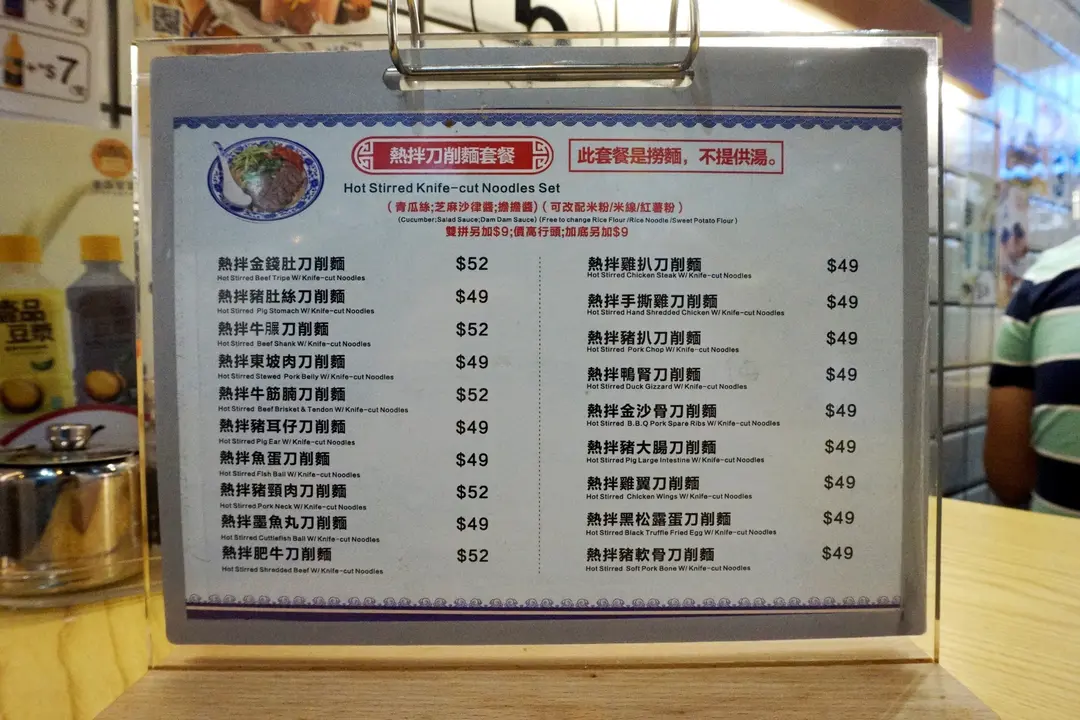 +$7
熱拌刀削麵套餐
此套餐是撈麵，不提供湯。
Hot Stirred Knife-cut Noodles Set
（青瓜絲;芝麻沙律醬;擔擔醬）（可改配米粉/米線/紅薯粉）
(Cucumber;Salad Sauce;Dam Dam Sauce) (Free to change Rice Flour /Rice Noodle /Sweet Potato Flour)
雙拼另加$9;價高行頭;加底另加$9
熱拌金錢肚刀削麵 $52
Hot Stirred Beef Tripe W/ Knife-cut Noodles
熱拌豬肚絲刀削麵 $49
Hot Stirred Pig Stomach W/ Knife-cut Noodles
熱拌牛𦟌刀削麵 $52
Hot Stirred Beef Shank W/ Knife-cut Noodles
熱拌東坡肉刀削麵 $49
Hot Stirred Stewed Pork Belly W/ Knife-cut Noodles
熱拌牛筋腩刀削麵 $52
Hot Stirred Beef Brisket & Tendon W/ Knife-cut Noodles
熱拌豬耳仔刀削麵 $49
Hot Stirred Pig Ear W/ Knife-cut Noodles
熱拌魚蛋刀削麵 $49
Hot Stirred Fish Ball W/ Knife-cut Noodles
熱拌豬頸肉刀削麵 $52
Hot Stirred Pork Neck W/ Knife-cut Noodles
熱拌墨魚丸刀削麵 $49
Hot Stirred Cuttlefish Ball W/ Knife-cut Noodles
熱拌肥牛刀削麵 $52
Hot Stirred Shredded Beef W/ Knife-cut Noodles
熱拌雞扒刀削麵 $49
Hot Stirred Chicken Steak W/ Knife-cut Noodles
熱拌手撕雞刀削麵 $49
Hot Stirred Hand Shredded Chicken W/ Knife-cut Noodles
熱拌豬扒刀削麵 $49
Hot Stirred Pork Chop W/ Knife-cut Noodles
熱拌鴨腎刀削麵 $49
Hot Stirred Duck Gizzard W/ Knife-cut Noodles
熱拌金沙骨刀削麵 $49
Hot Stirred B.B.Q Pork Spare Ribs W/ Knife-cut Noodles
熱拌豬大腸刀削麵 $49
Hot Stirred Pig Large Intestine W/ Knife-cut Noodles
熱拌雞翼刀削麵 $49
Hot Stirred Chicken Wings W/ Knife-cut Noodles
熱拌黑松露蛋刀削麵 $49
Hot Stirred Black Truffle Fried Egg W/ Knife-cut Noodles
熱拌豬軟骨刀削麵 $49
Hot Stirred Soft Pork Bone W/ Knife-cut Noodles
豆漿